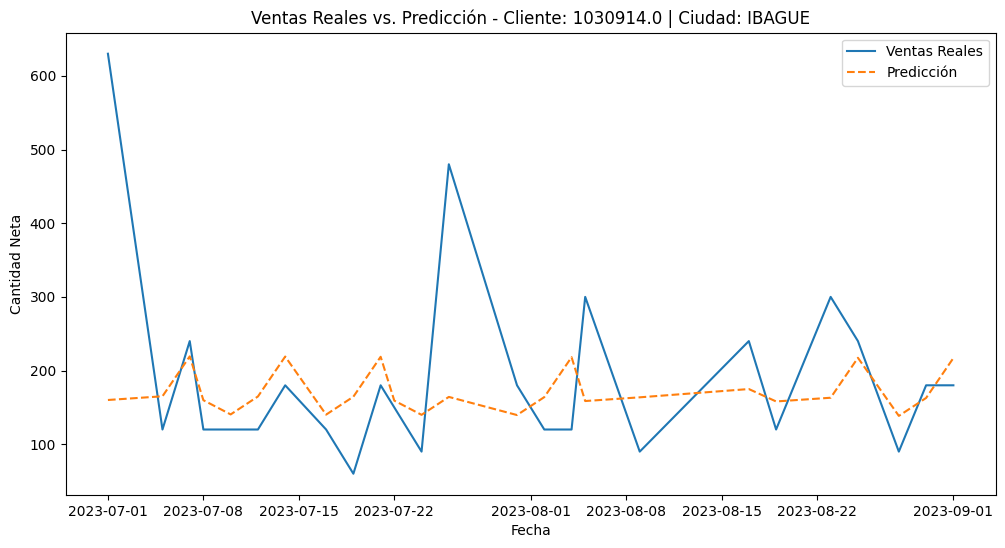 Ventas Reales vs. Predicción - Cliente: 1030914.0 | Ciudad: IBAGUE
Ventas Reales
Predicción
Cantidad Neta
600
500
400
300
200
100
2023-07-01 2023-07-08 2023-07-15 2023-07-22 2023-08-01 2023-08-08 2023-08-15 2023-08-22 2023-09-01
Fecha